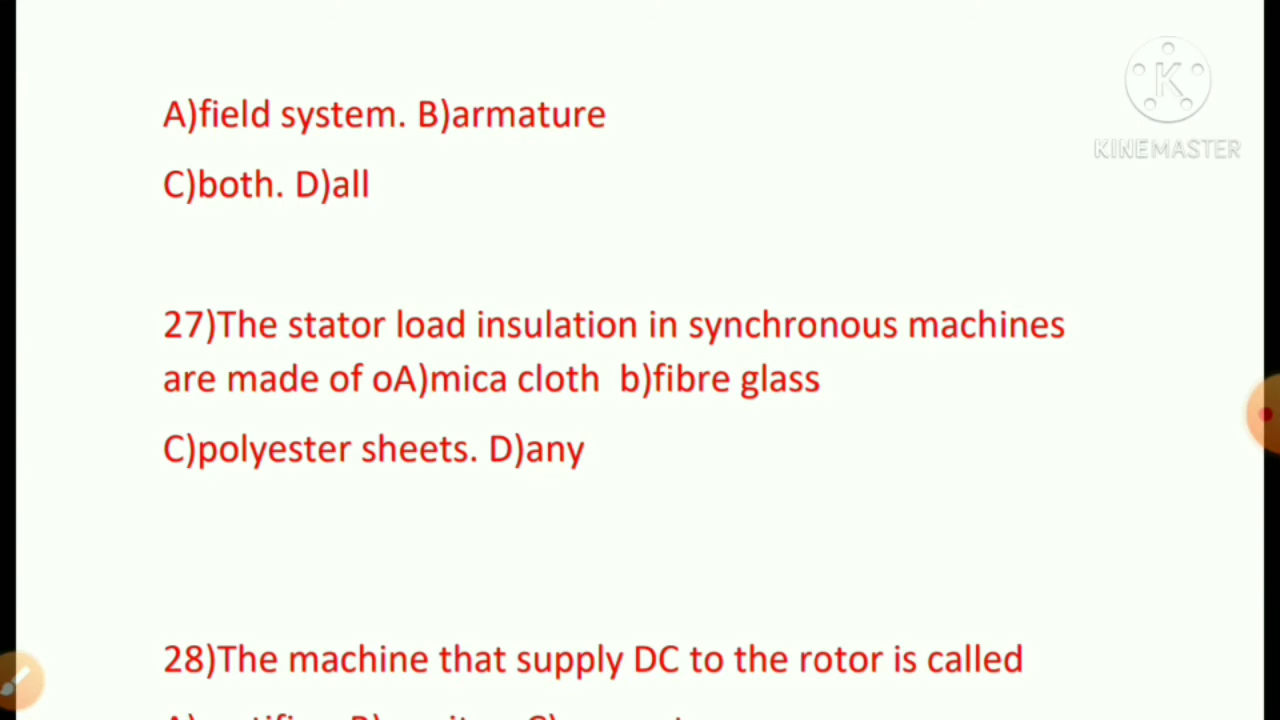 A)field system. B)armature
C)both. D)all
27)The stator load insulation in synchronous machines
are made of oA)mica cloth b)fibre glass
C)polyester sheets. D)any
28)The machine that supply DC to the rotor is called
K
KINEMASTER